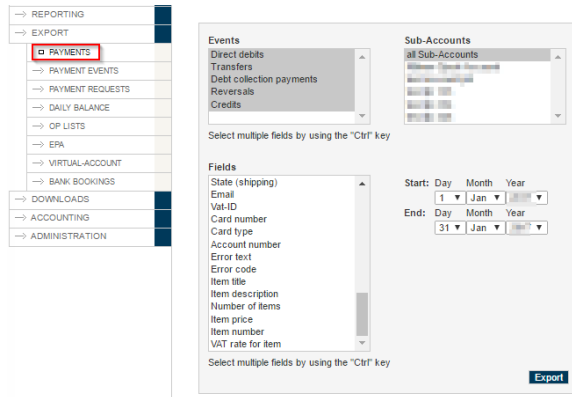 REPORTING
EXPORT
PAYMENTS
PAYMENT EVENTS
PAYMENT REQUESTS
DAILY BALANCE
OP LISTS
EPA
VIRTUAL-ACCOUNT
BANK BOOKINGS
DOWNLOADS
ACCOUNTING
ADMINISTRATION
Events
Direct debits
Transfers
Debt collection payments
Reversals
Credits
Select multiple fields by using the "Ctrl" key
Sub-Accounts
all Sub-Accounts
Fields
State (shipping)
Email
Vat-ID
Card number
Card type
Account number
Error text
Error code
Item title
Item description
Number of items
Item price
Item number
VAT rate for item
Select multiple fields by using the "Ctrl" key
Start: Day Month Year
1 Jan
End: Day Month Year
31 Jan
Export